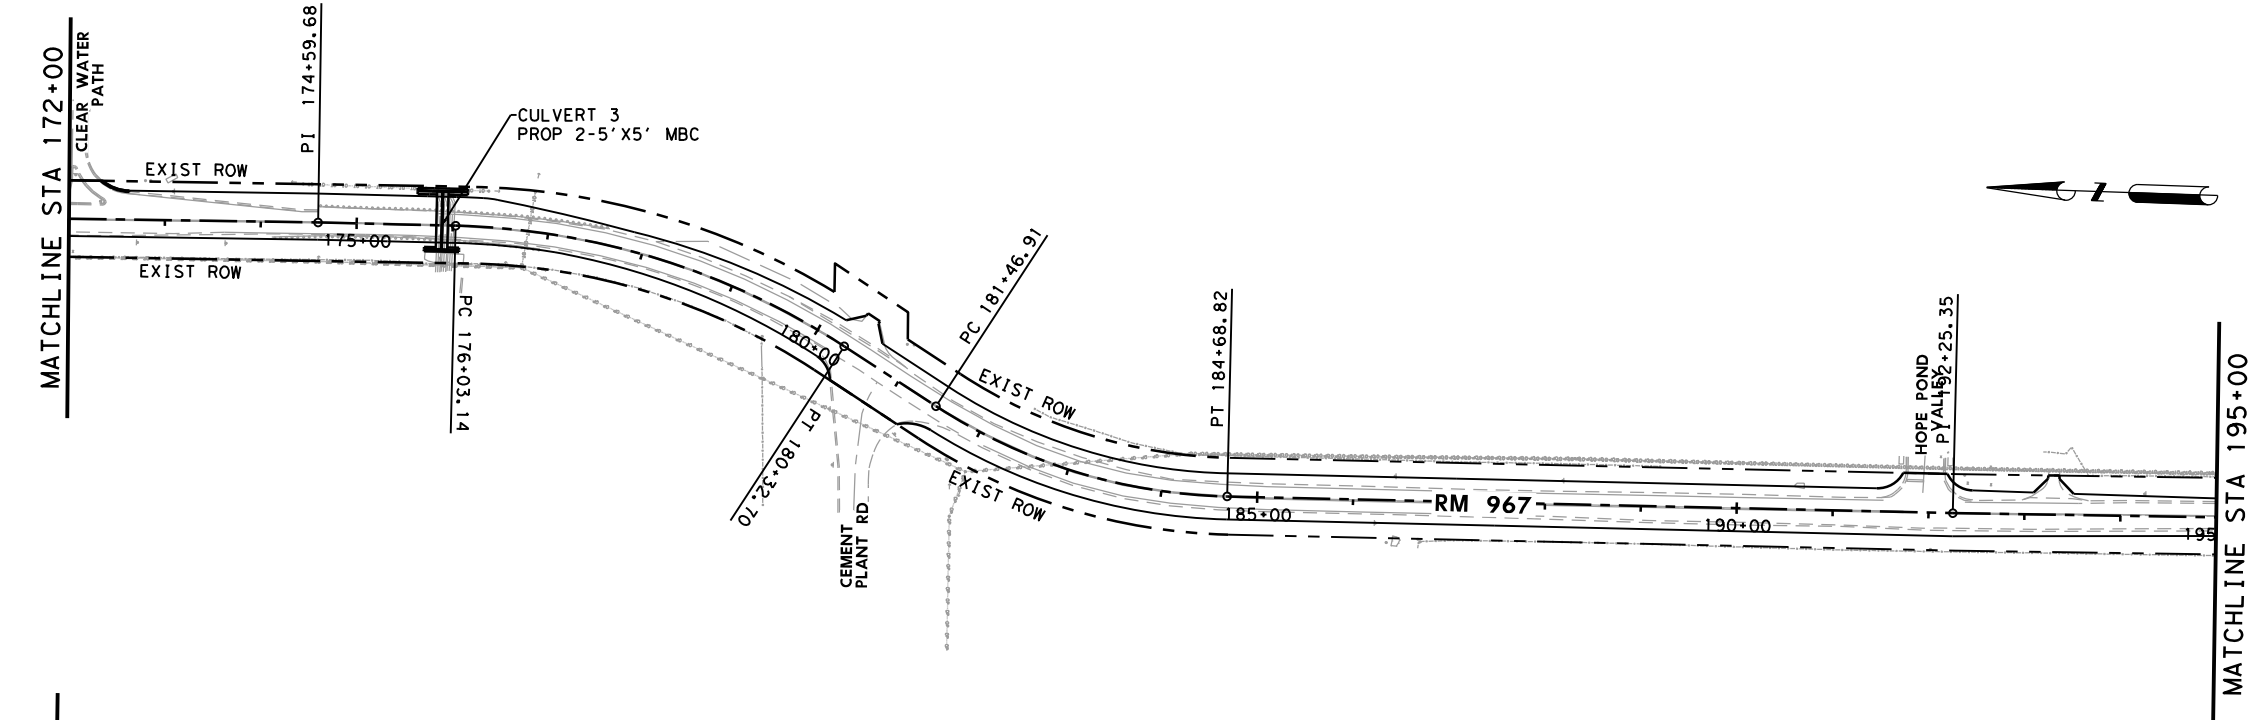 MATCHLINE STA 172+00
CLEAR WATER
PATH
PI 174+59.68
EXIST ROW
CULVERT 3
PROP 2-5'X5' MBC
175+00
EXIST ROW
PC 176+03.14
180+00
PT 180+32.70
PC 181+46.91
EXIST ROW
EXIST ROW
CEMENT
PLANT RD
PT 184+68.82
185+00
RM 967
190+00
HOPE POND
VALLEY
PI 192+25.35
N
195
MATCHLINE STA 195+00